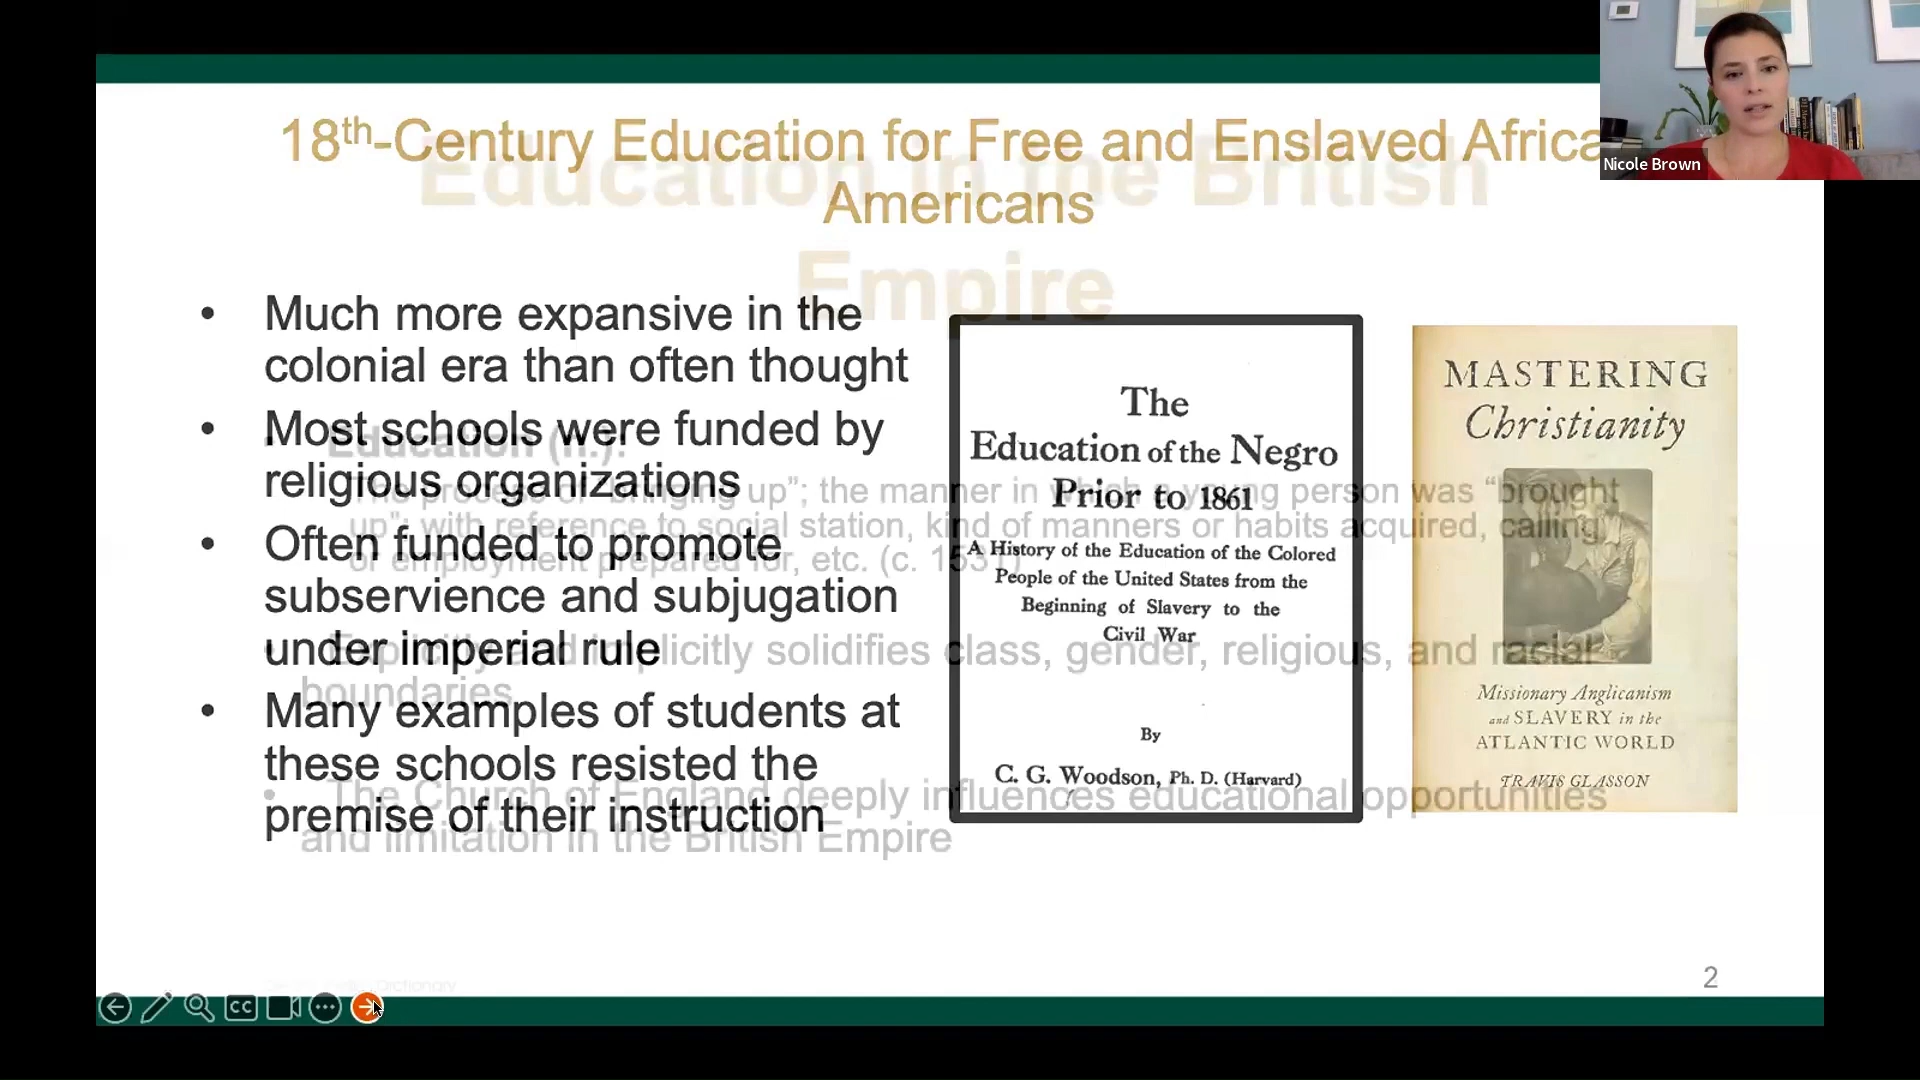 Nicole Brown
18th-Century Education for Free and Enslaved Africa
Americans
Education in the British
Empire
• Much more expansive in the
colonial era than often thought
• Most schools were funded by
religious organizations
• Often funded to promote
subservience and subjugation
under imperial rule
• Many examples of students at
these schools resisted the
premise of their instruction
Education (n.):
The process of "bringing up"; the manner in which a young person was "brought
up"; with reference to social station, kind of manners or habits acquired, calling
or employment prepared for, etc. (c. 1531)
• Explicitly and implicitly solidifies class, gender, religious, and racial
boundaries
• The Church of England deeply influences educational opportunities
and limitation in the British Empire
Dictionary
The
Education of the Negro
Prior to 1861
A History of the Education of the Colored
People of the United States from the
Beginning of Slavery to the
Civil War
By
C. G. Woodson, Ph. D. (Harvard)
MASTERING
Christianity
Missionary Anglicanism
and SLAVERY in the
ATLANTIC WORLD
TRAVIS GLASSON
2
CC